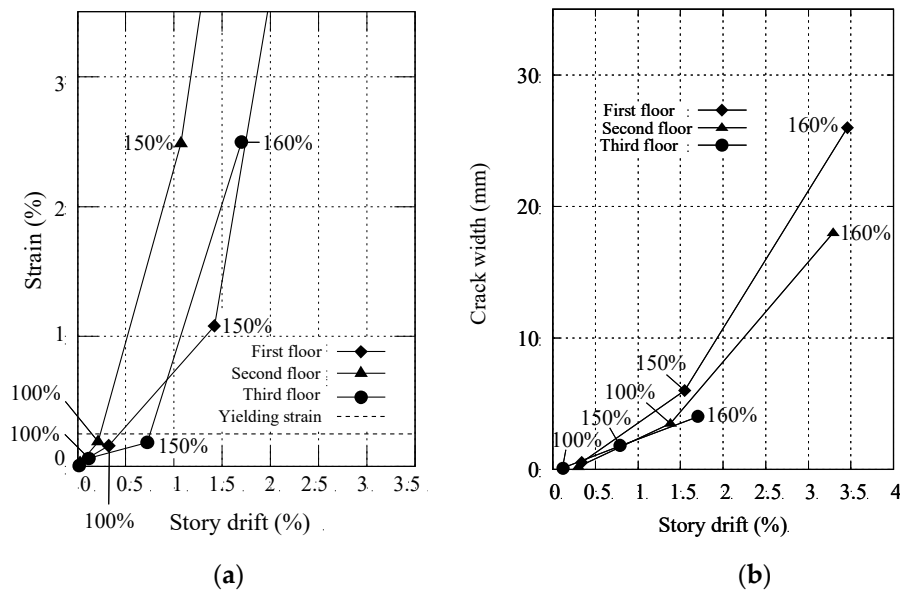 3.
2.
1.
0
Strain (%)
150%
160%
150%
100%
100%
150%
100%
First floor
Second floor
Third floor
Yielding strain
0. 0.5. 1. 1.5. 2. 2.5. 3. 3.5.
Story drift (%)
(a)
30.
20.
10.
0.
Crack width (mm)
First floor
Second floor
Third floor
160%
160%
150%
100%
150%
160%
100%
0. 0.5. 1. 1.5. 2. 2.5. 3. 3.5. 4
Story drift (%)
(b)